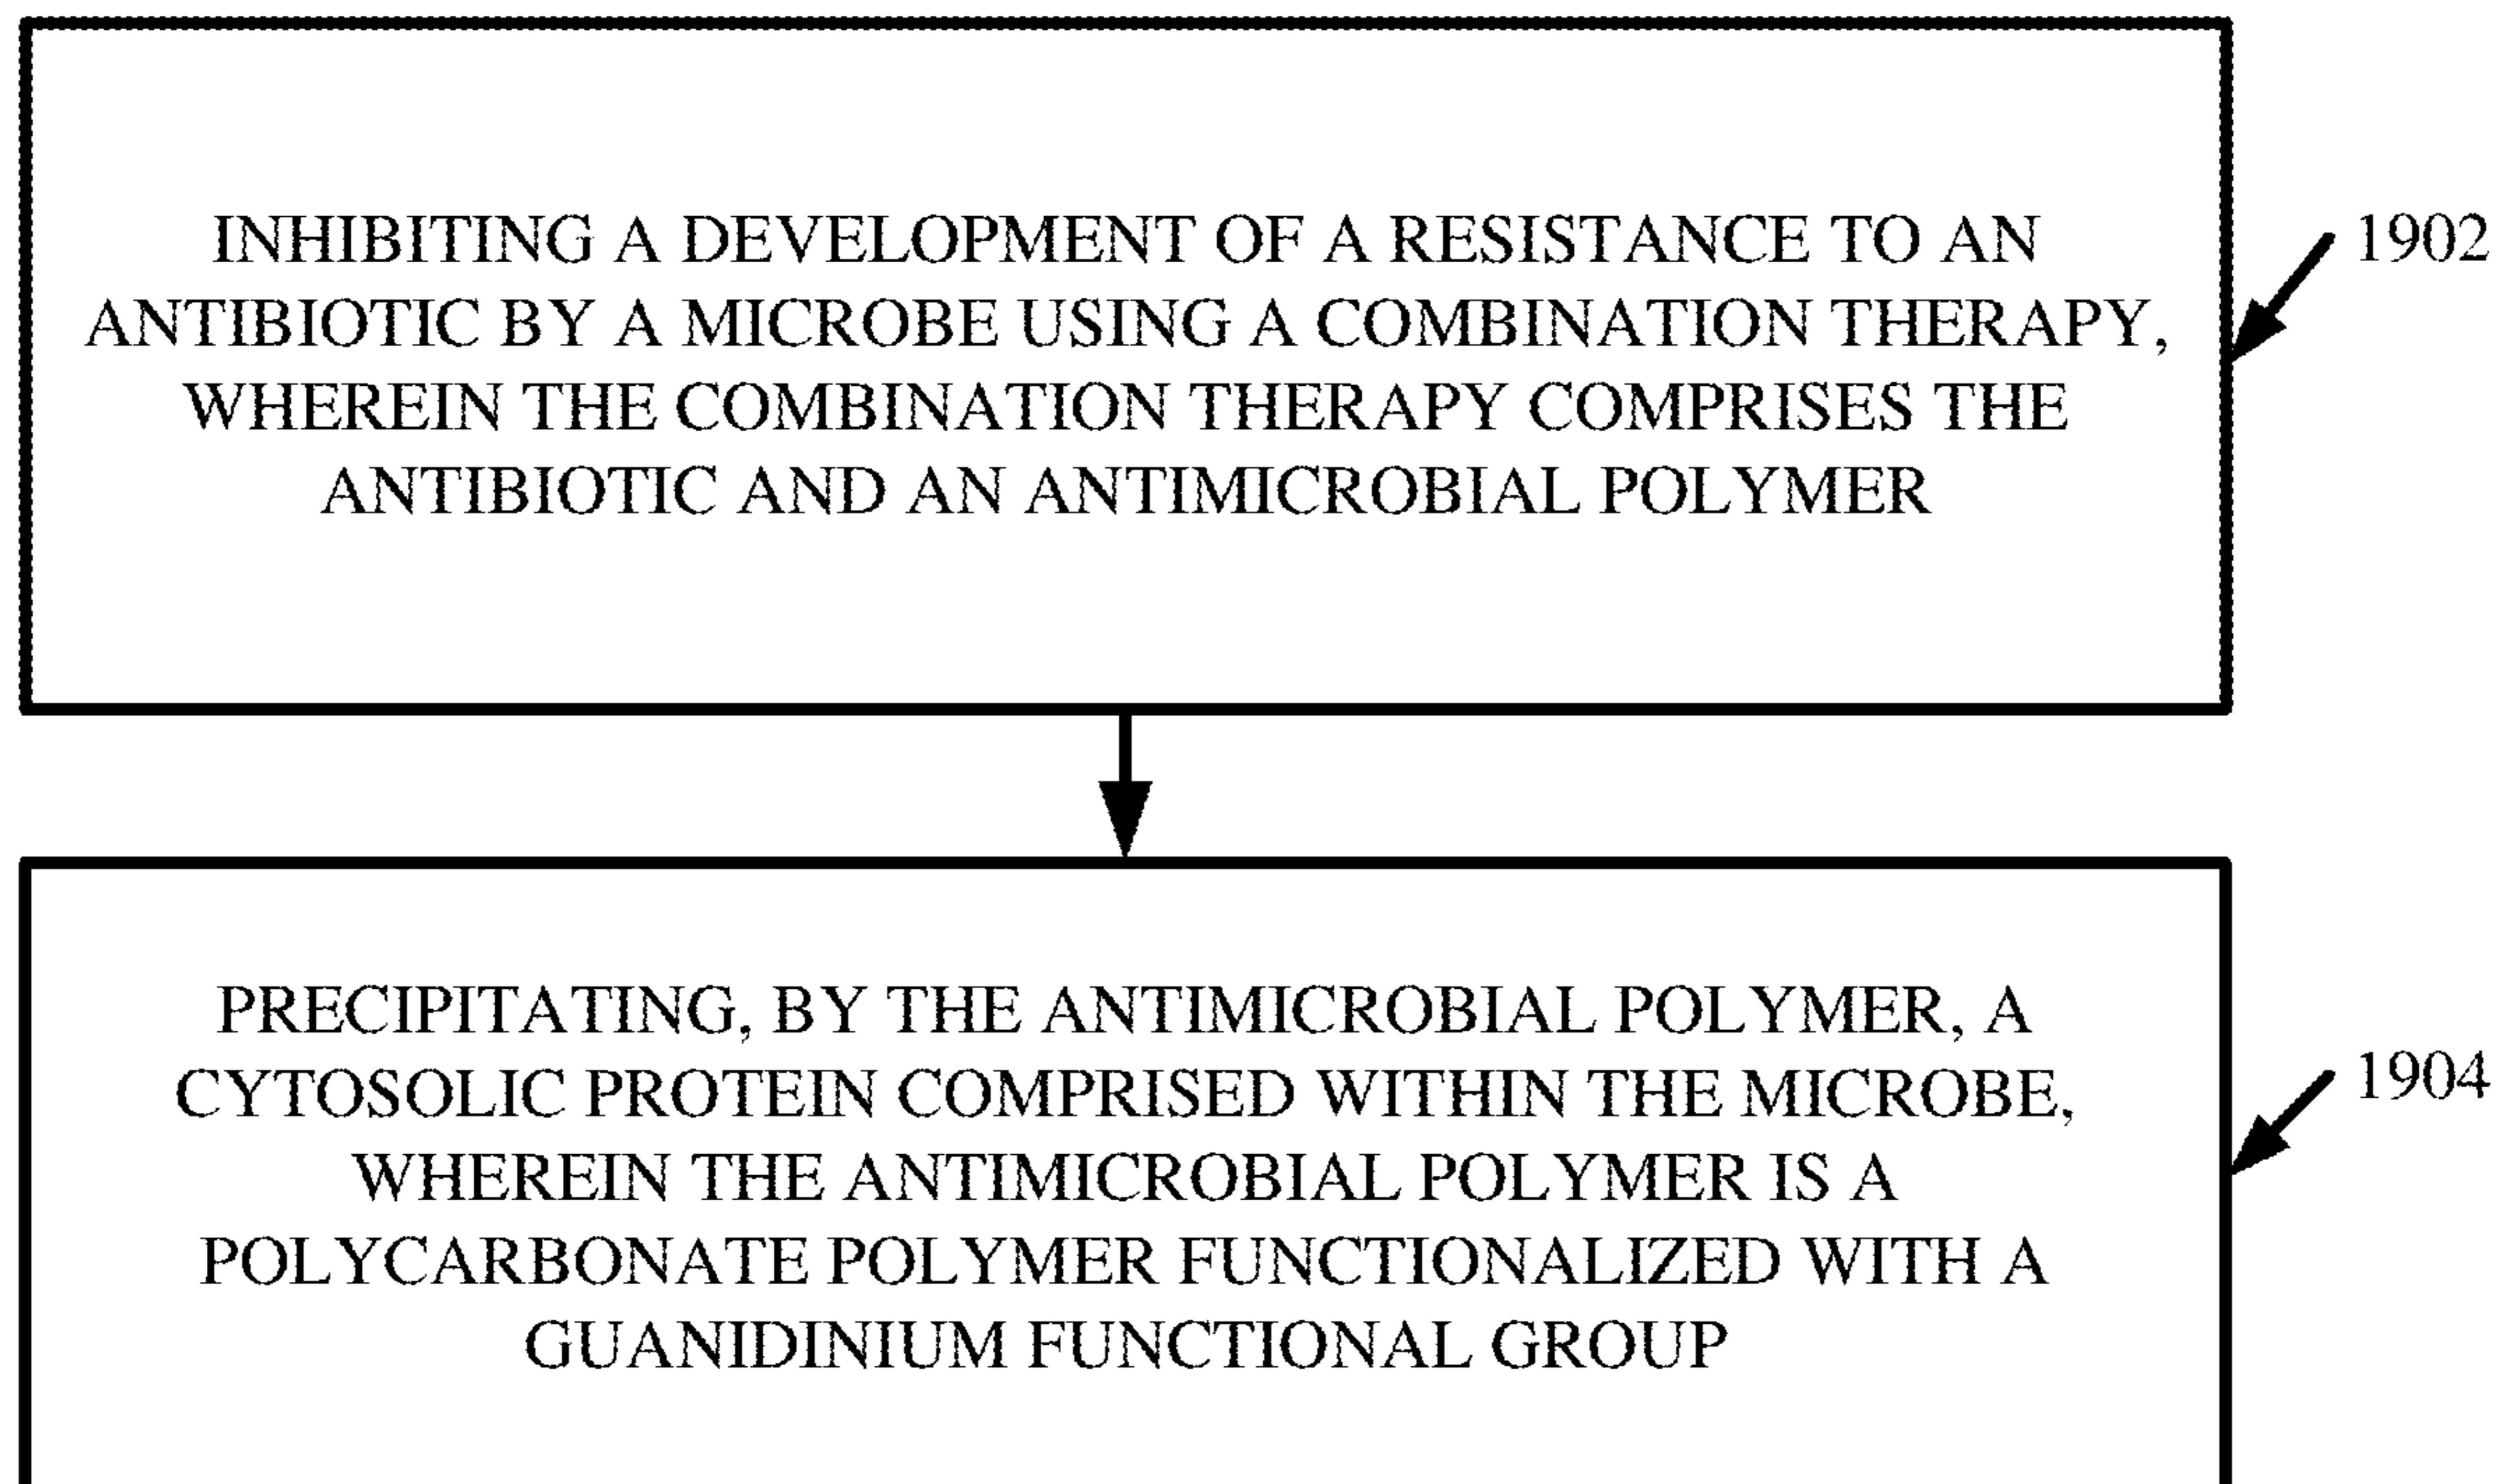 INHIBITING A DEVELOPMENT OF A RESISTANCE TO AN
ANTIBIOTIC BY A MICROBE USING A COMBINATION THERAPY,
WHEREIN THE COMBINATION THERAPY COMPRISES THE
ANTIBIOTIC AND AN ANTIMICROBIAL POLYMER
1902
PRECIPITATING, BY THE ANTIMICROBIAL POLYMER, A
CYTOSOLIC PROTEIN COMPRISED WITHIN THE MICROBE,
WHEREIN THE ANTIMICROBIAL POLYMER IS A
POLYCARBONATE POLYMER FUNCTIONALIZED WITH A
GUANIDINIUM FUNCTIONAL GROUP
1904